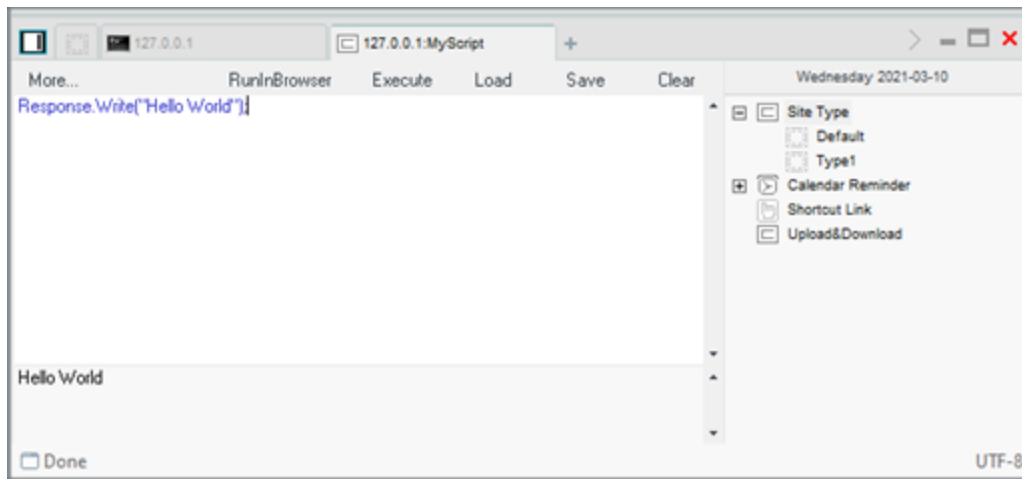 127.0.0.1
127.0.0.1:MyScript
+
More... RunInBrowser Execute Load Save Clear
Wednesday 2021-03-10
Response.Write("Hello World");
Site Type
Default
Type1
Calendar Reminder
Shortcut Link
Upload&Download
Hello World
Done
UTF-8